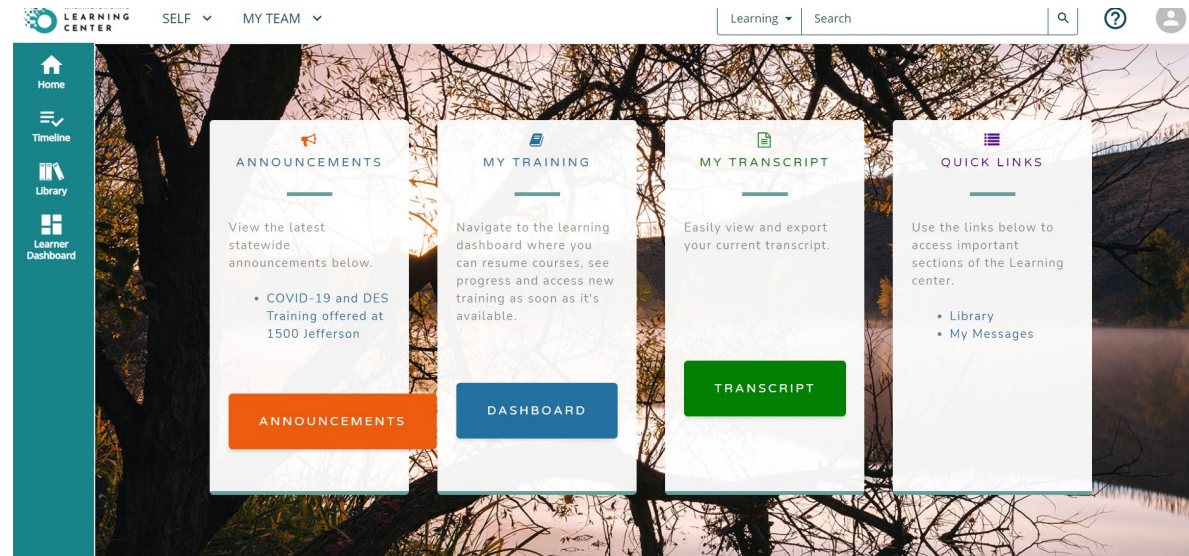 LEARNING
CENTER
SELF
MY TEAM
Learning
Search
Home
Timeline
Library
Learner
Dashboard
ANNOUNCEMENTS
View the latest
statewide
announcements below.
• COVID-19 and DES
Training offered at
1500 Jefferson
ANNOUNCEMENTS
MY TRAINING
Navigate to the learning
dashboard where you
can resume courses, see
progress and access new
training as soon as it's
available.
DASHBOARD
MY TRANSCRIPT
Easily view and export
your current transcript.
TRANSCRIPT
QUICK LINKS
Use the links below to
access important
sections of the Learning
center.
• Library
• My Messages